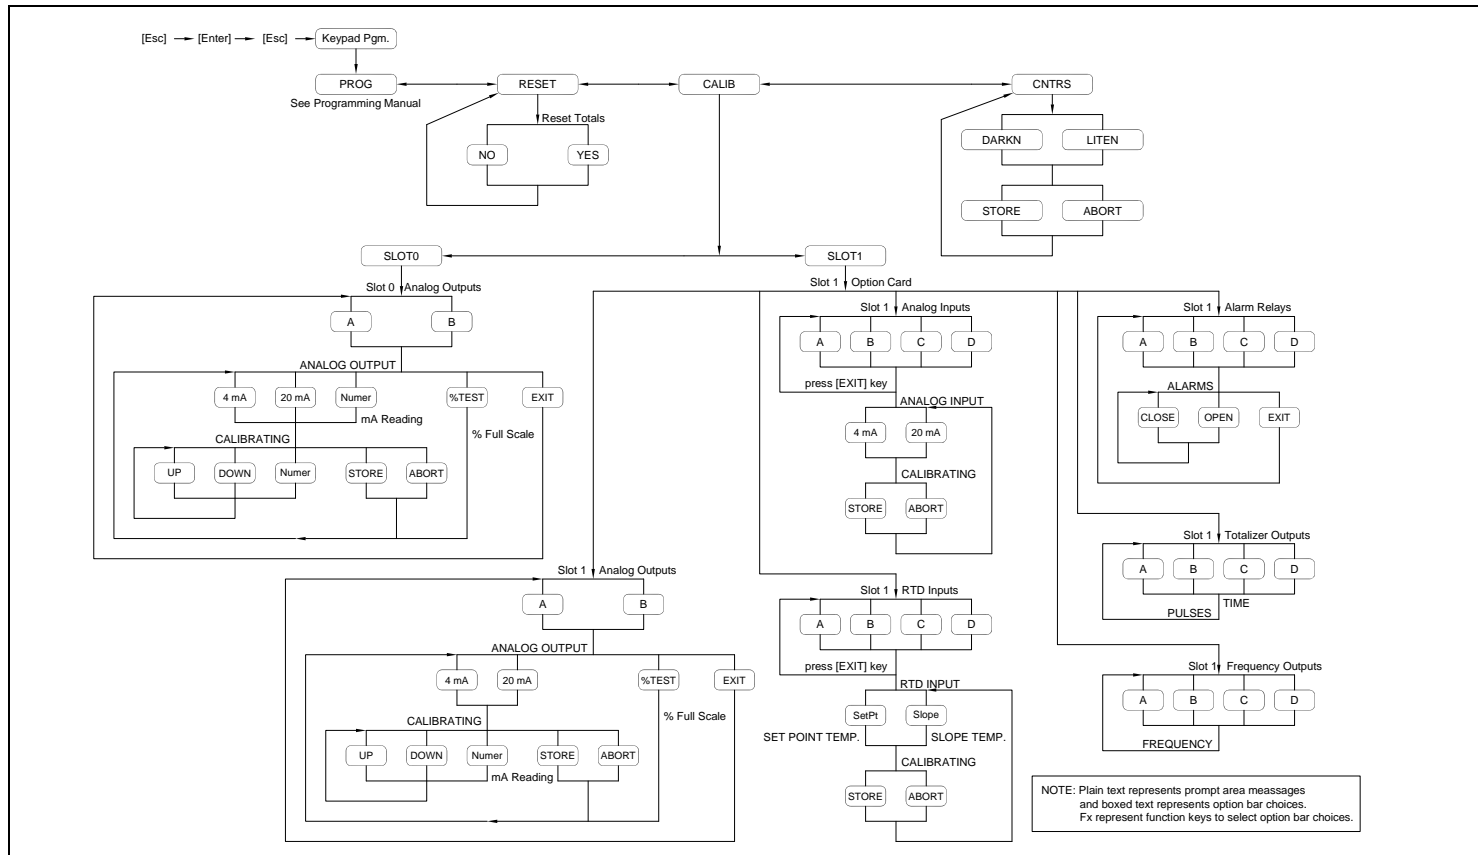 [Esc] [Enter] [Esc] Keypad Pgm.
PROG RESET CALIB CNTRS
See Programming Manual
Reset Totals
NO YES
DARKN LITEN
STORE ABORT
SLOT0 SLOT1
Slot 0 Analog Outputs
A B
ANALOG OUTPUT
4 mA 20 mA Numer %TEST EXIT
mA Reading
% Full Scale
CALIBRATING
UP DOWN Numer STORE ABORT
Slot 1 Option Card
Slot 1 Analog Outputs
A B
ANALOG OUTPUT
4 mA 20 mA %TEST EXIT
% Full Scale
CALIBRATING
UP DOWN Numer STORE ABORT
mA Reading
Slot 1 Analog Inputs
A B C D
press [EXIT] key
ANALOG INPUT
4 mA 20 mA
CALIBRATING
STORE ABORT
Slot 1 RTD Inputs
A B C D
press [EXIT] key
RTD INPUT
SetPt Slope
SET POINT TEMP. SLOPE TEMP.
CALIBRATING
STORE ABORT
Slot 1 Alarm Relays
A B C D
ALARMS
CLOSE OPEN EXIT
Slot 1 Totalizer Outputs
A B C D
TIME
PULSES
Slot 1 Frequency Outputs
A B C D
FREQUENCY
NOTE: Plain text represents prompt area meassages
and boxed text represents option bar choices.
Fx represent function keys to select option bar choices.